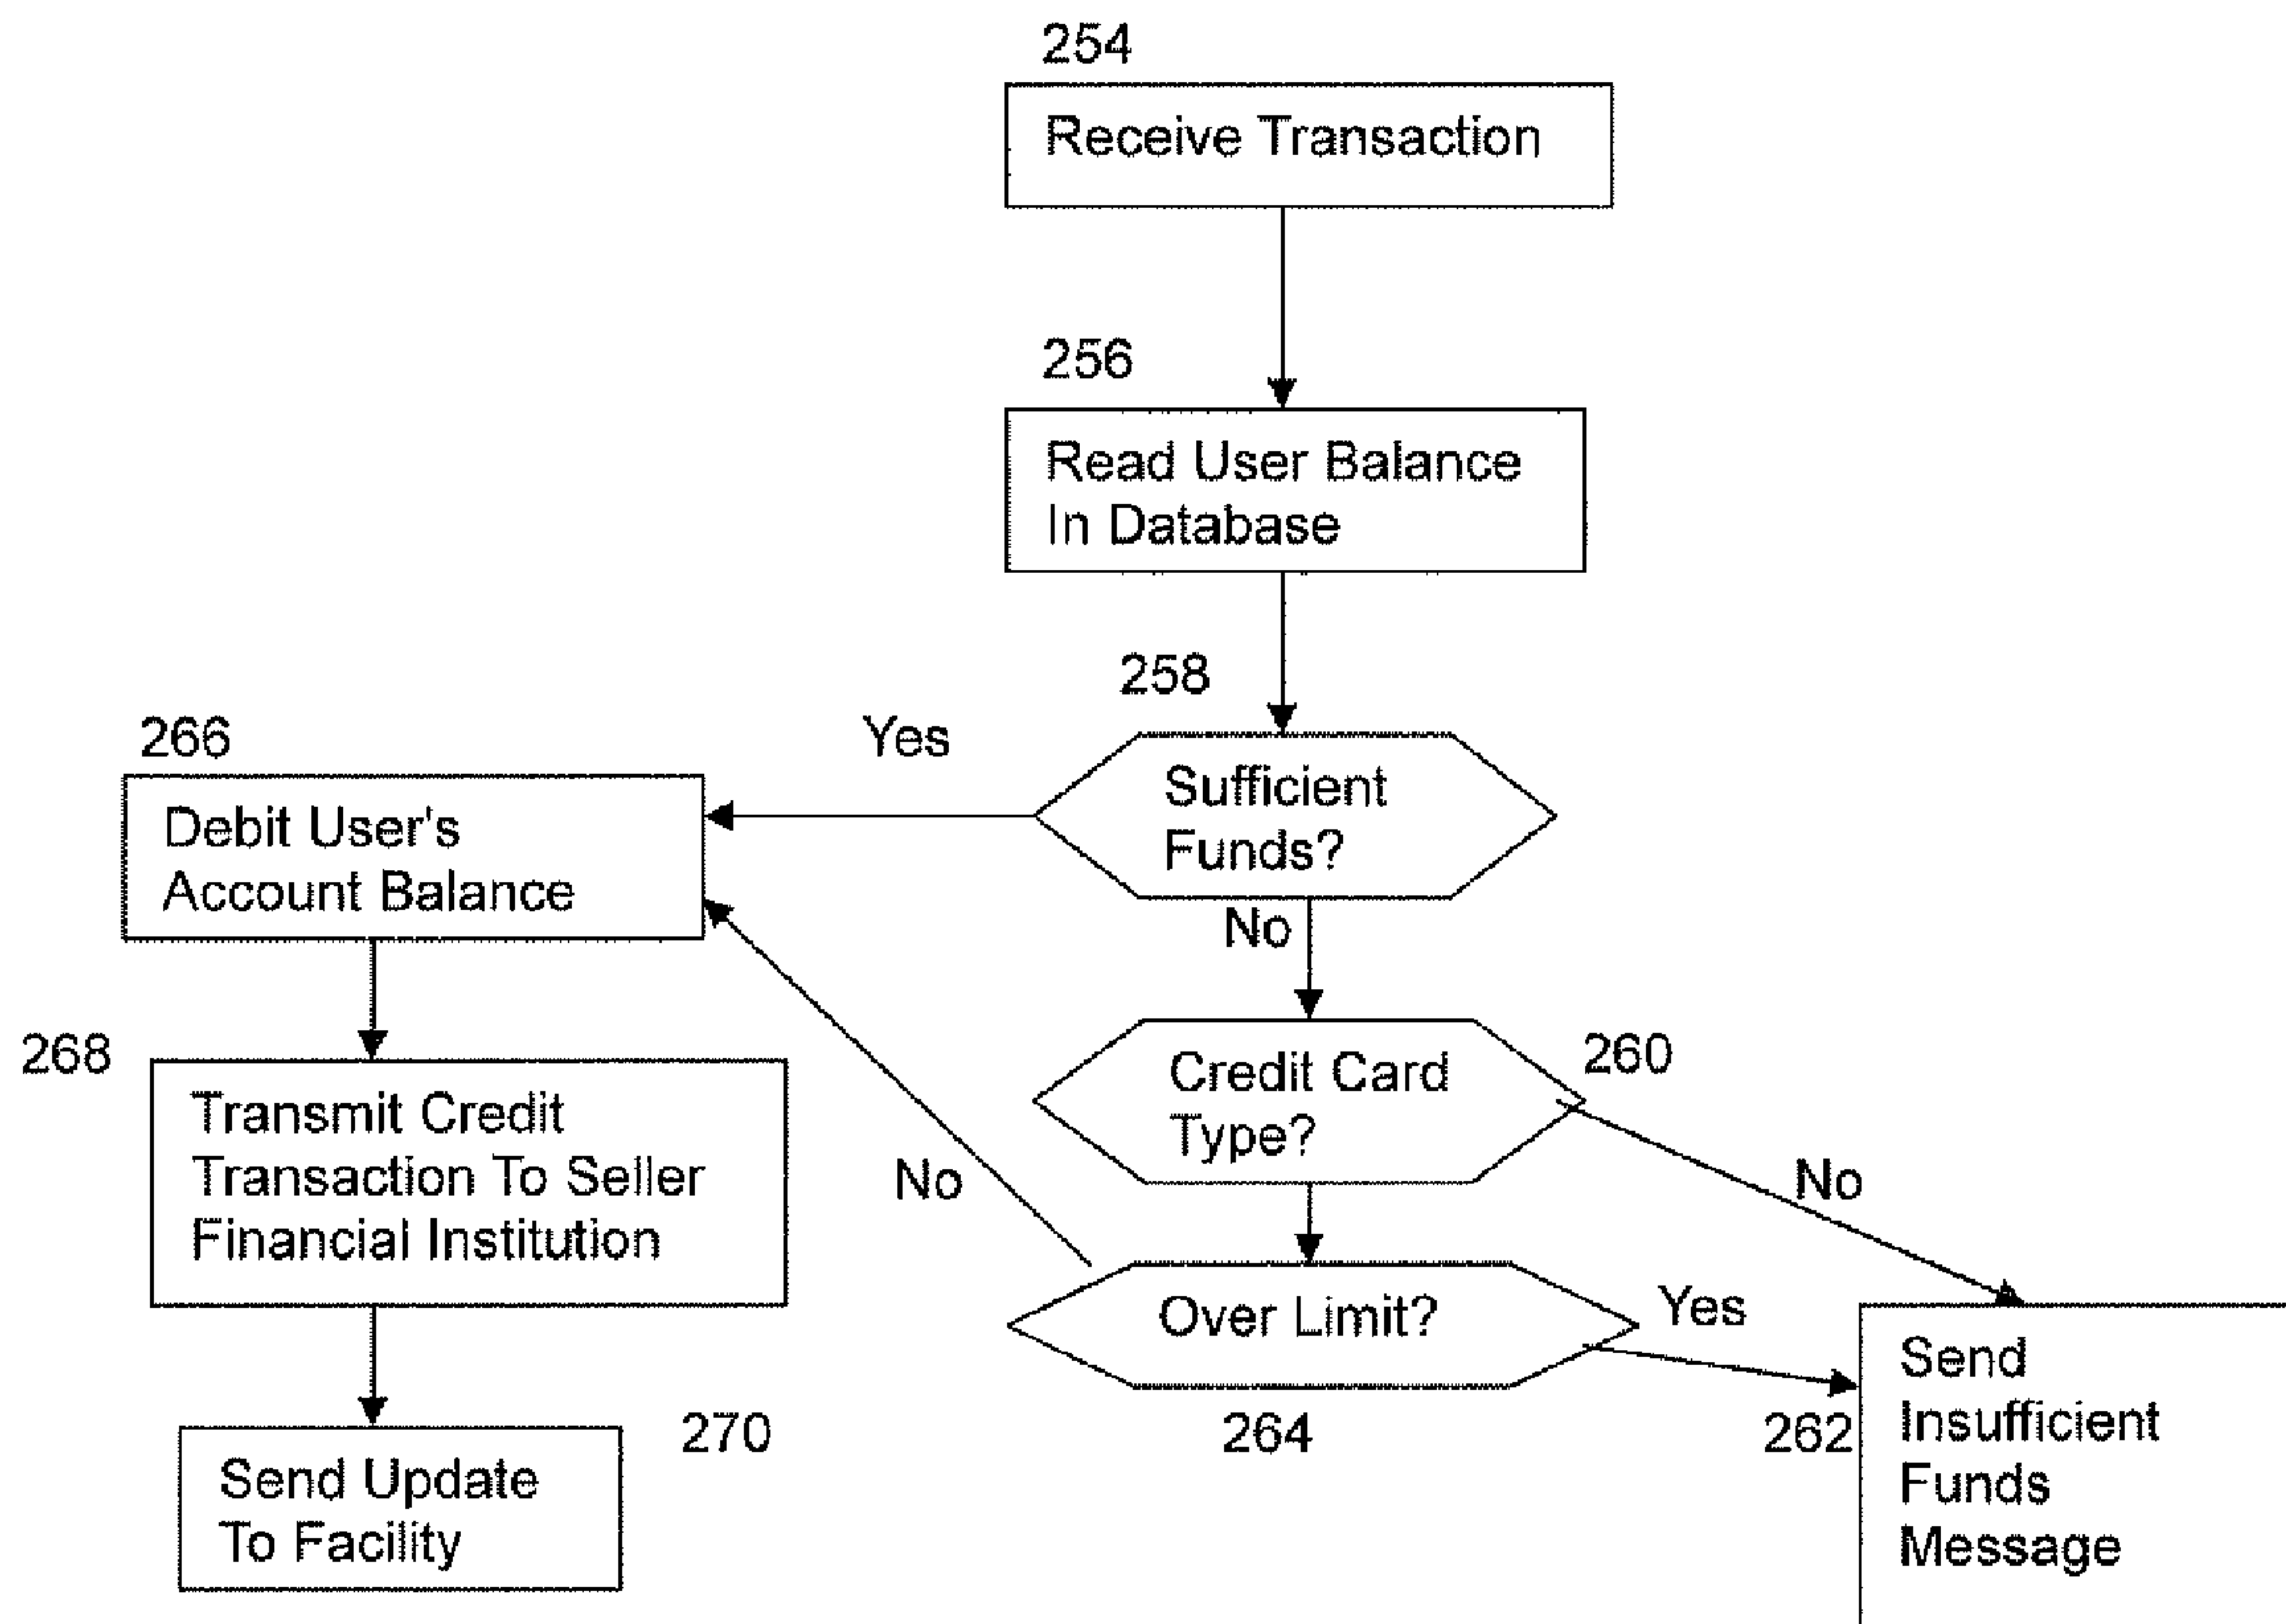 254
Receive Transaction
256
Read User Balance
In Database
258
Sufficient
Funds?
Yes
266
Debit User's
Account Balance
No
260
Credit Card
Type?
268
Transmit Credit
Transaction To Seller
Financial Institution
No
No
Over Limit?
264
Yes
262
Send
Insufficient
Funds
Message
270
Send Update
To Facility